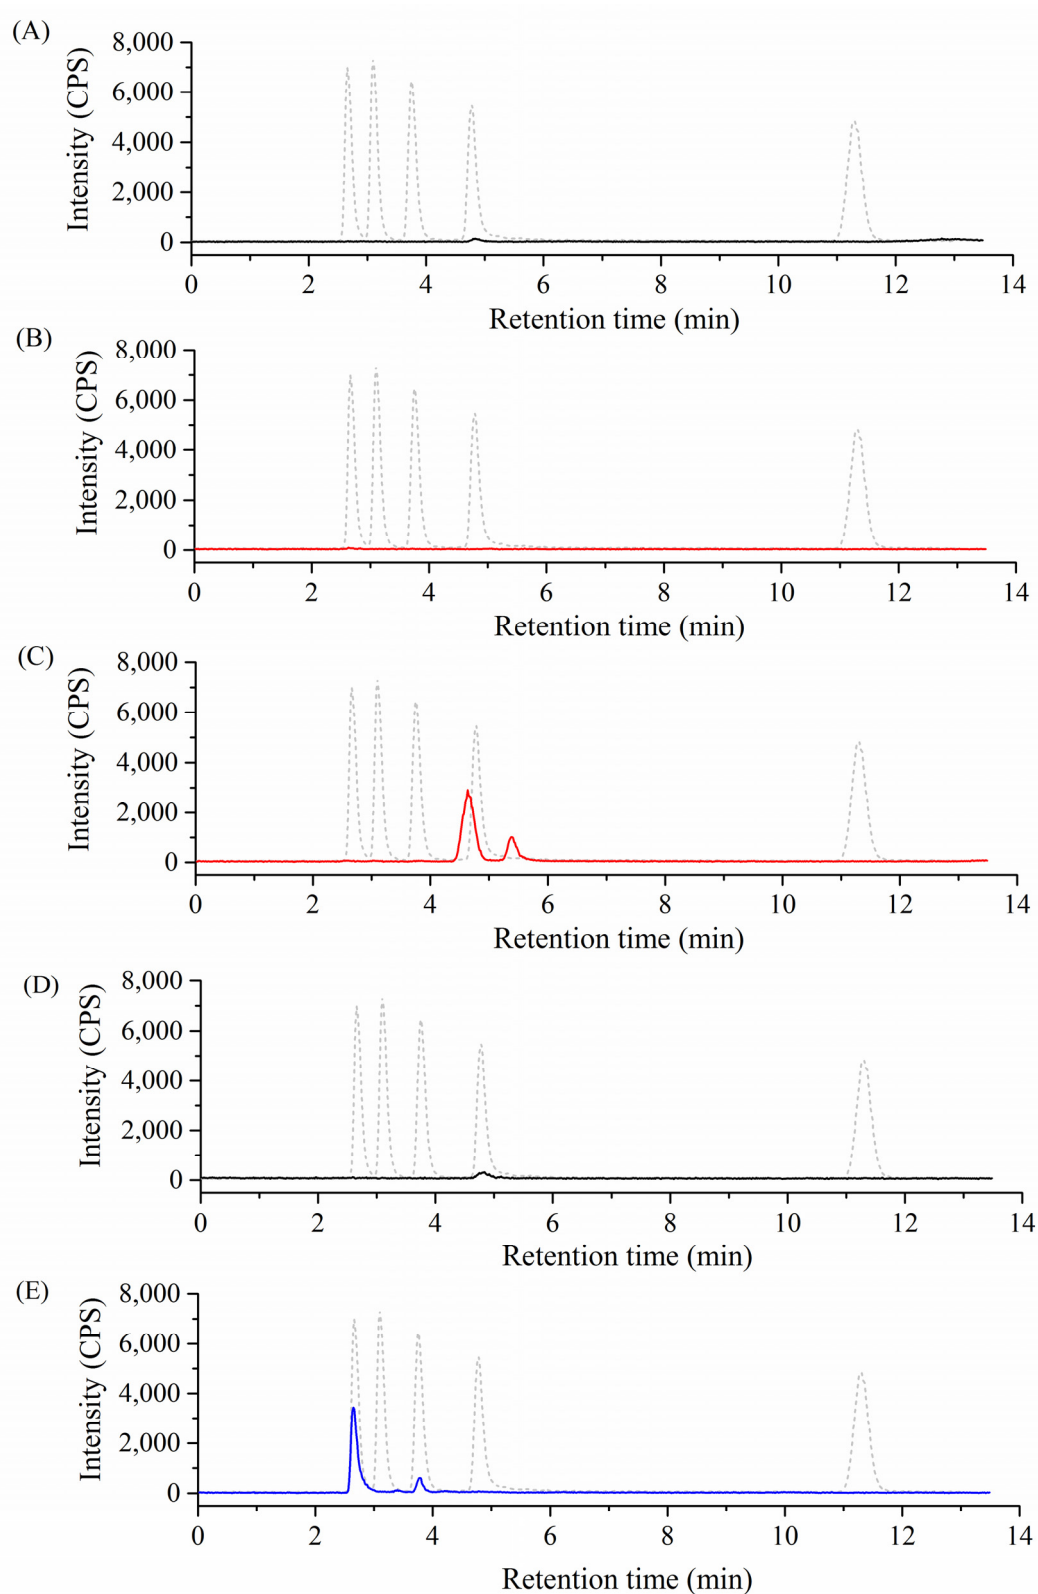 (A)
Intensity (CPS)
8,000
6,000
4,000
2,000
0
0 2 4 6 8 10 12 14
Retention time (min)
(B)
Intensity (CPS)
8,000
6,000
4,000
2,000
0
0 2 4 6 8 10 12 14
Retention time (min)
(C)
Intensity (CPS)
8,000
6,000
4,000
2,000
0
0 2 4 6 8 10 12 14
Retention time (min)
(D)
Intensity (CPS)
8,000
6,000
4,000
2,000
0
0 2 4 6 8 10 12 14
Retention time (min)
(E)
Intensity (CPS)
8,000
6,000
4,000
2,000
0
0 2 4 6 8 10 12 14
Retention time (min)